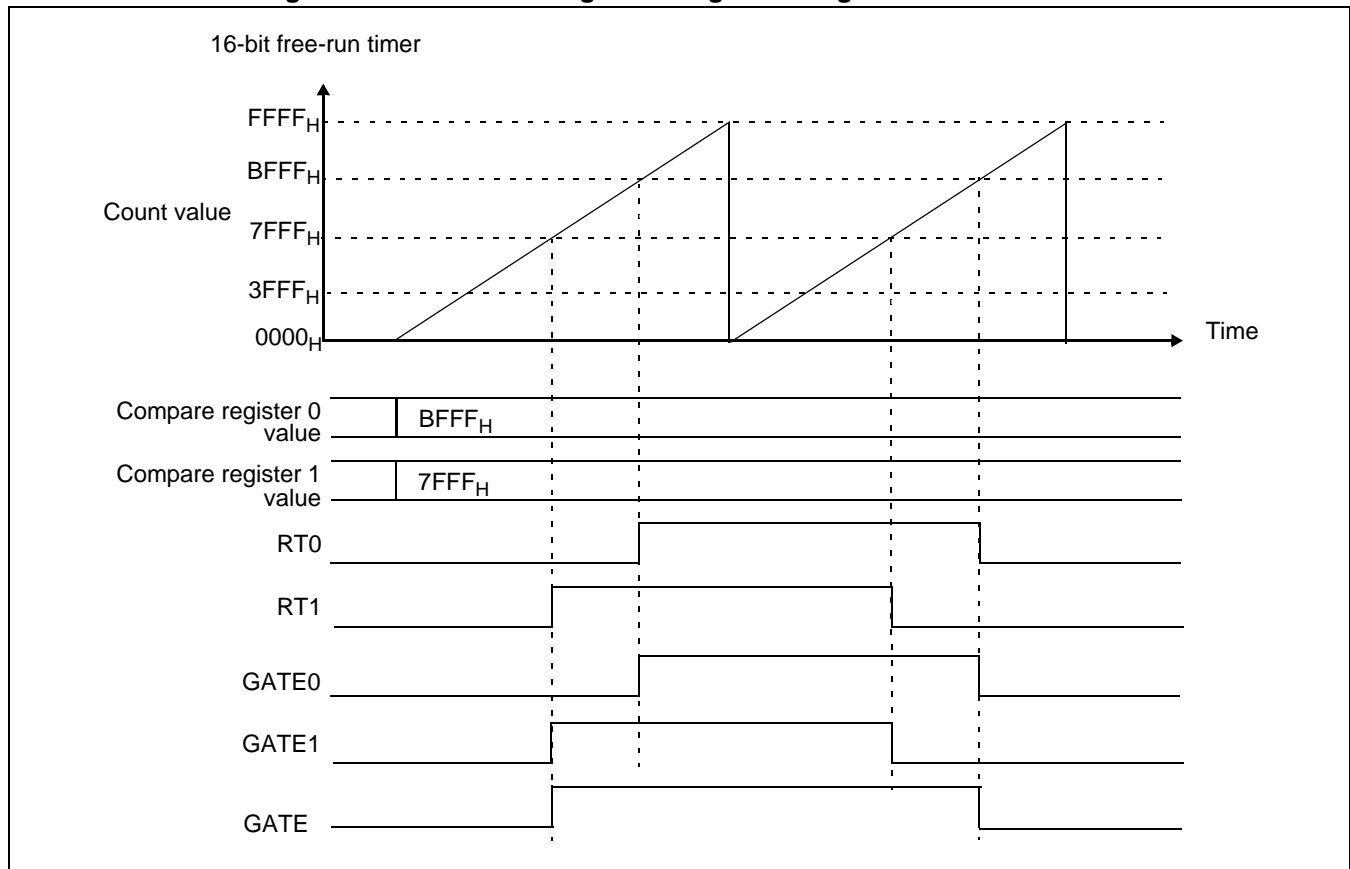 16-bit free-run timer
FFFFH
BFFFH
Count value
7FFFH
3FFFH
0000H
Time
Compare register 0
value
BFFFH
Compare register 1
value
7FFFH
RT0
RT1
GATE0
GATE1
GATE